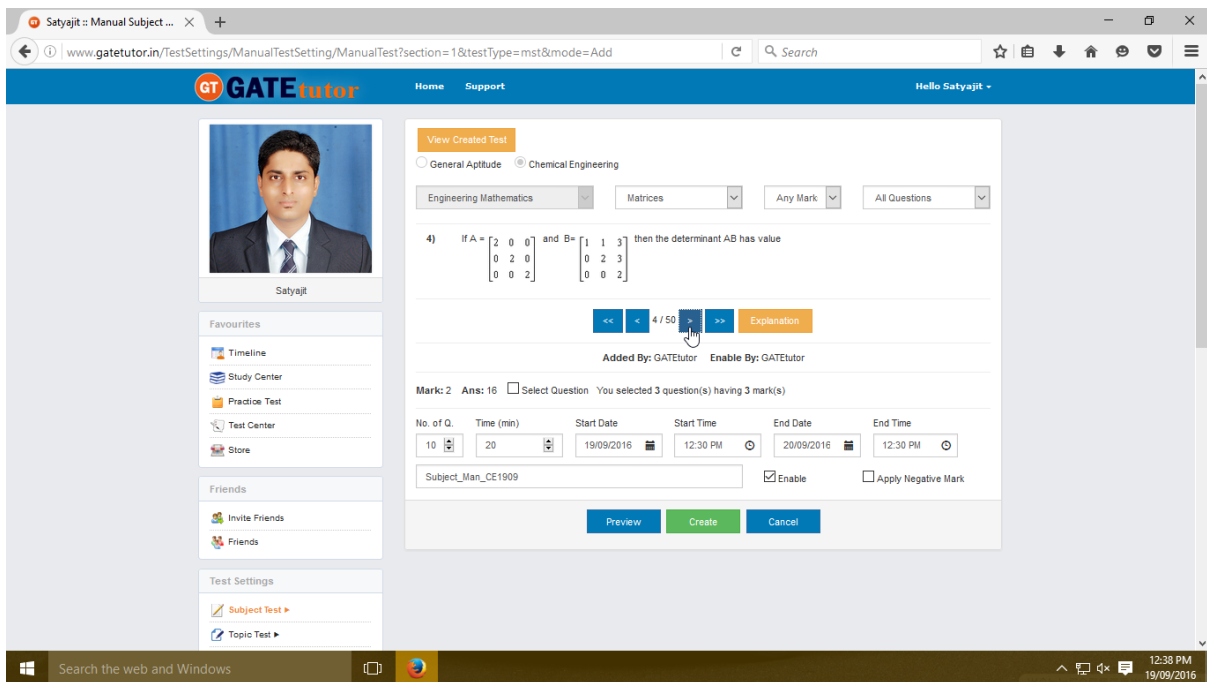 Satyajit :: Manual Subject ...
www.gatetutor.in/TestSettings/ManualTestSetting/ManualTest?section=1&testType=mst&mode=Add
Search
GT GATEtutor
Home Support Hello Satyajit
View Created Test
General Aptitude Chemical Engineering
Engineering Mathematics Matrices Any Mark All Questions
4) If A = [2 0 0 and B= [1 1 3 then the determinant AB has value
0 2 0 0 2 3
0 0 2] 0 0 2]
Satyajit
<< < 4 / 50 > >> Explanation
Added By: GATEtutor Enable By: GATEtutor
Mark: 2 Ans: 16 Select Question You selected 3 question(s) having 3 mark(s)
No. of Q. Time (min) Start Date Start Time End Date End Time
10 20 19/09/2016 12:30 PM 20/09/2016 12:30 PM
Subject_Man_CE1909 Enable Apply Negative Mark
Preview Create Cancel
Favourites
Timeline
Study Center
Practice Test
Test Center
Store
Friends
Invite Friends
Friends
Test Settings
Subject Test
Topic Test
Search the web and Windows
12:38 PM
19/09/2016